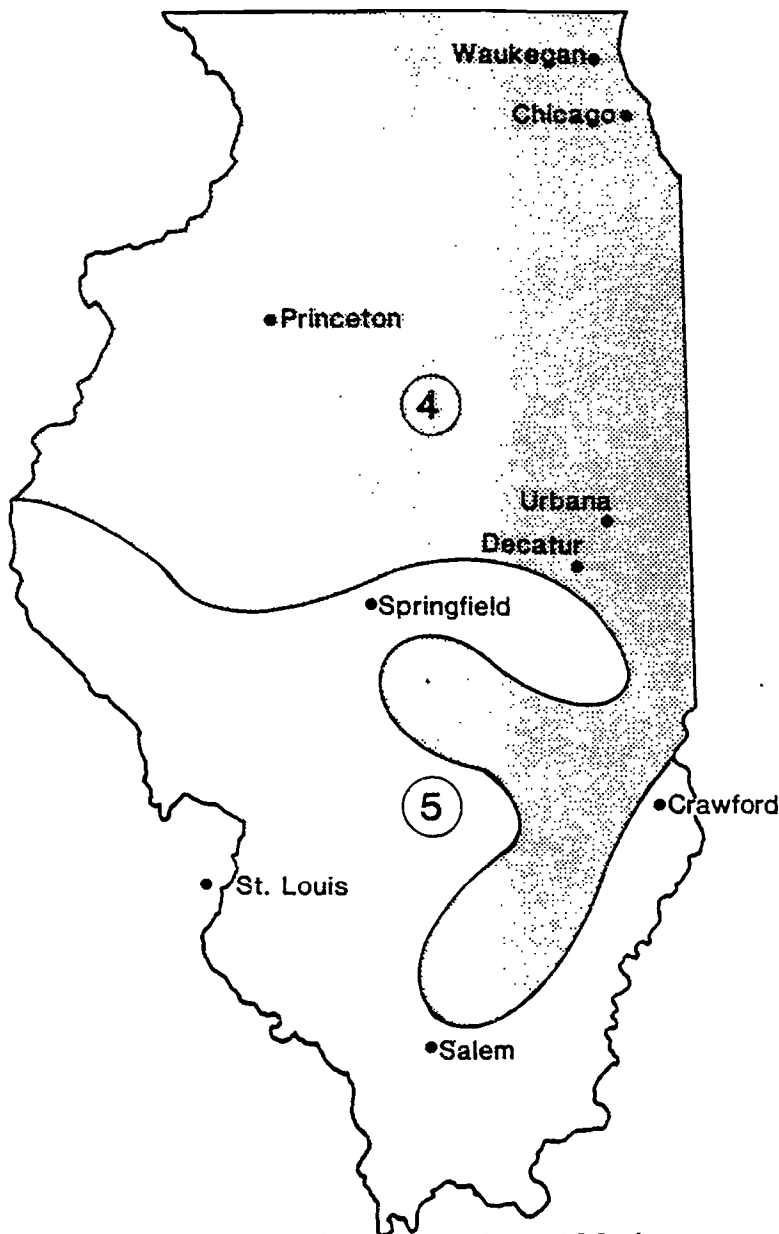 Waukegan
Chicago
Princeton
4
Urbana
Decatur
Springfield
5
Crawford
St. Louis
Salem